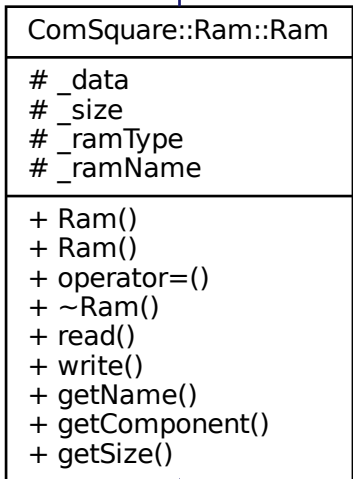 ComSquare::Ram::Ram
# _data
# _size
# _ramType
# _ramName
+ Ram()
+ Ram()
+ operator=()
+ ~Ram()
+ read()
+ write()
+ getName()
+ getComponent()
+ getSize()